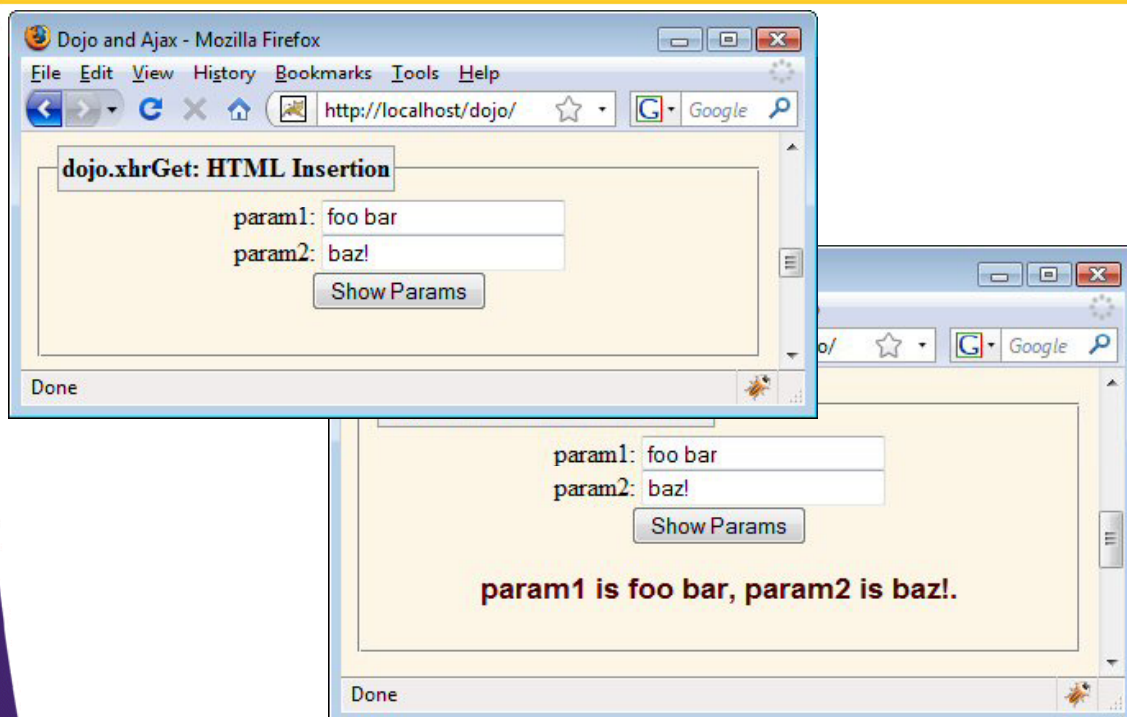 Dojo and Ajax - Mozilla Firefox
File Edit View History Bookmarks Tools Help
http://localhost/dojo/ G Google
dojo.xhrGet: HTML Insertion
param1: foo bar
param2: baz!
Show Params
Done
o/ G Google
param1: foo bar
param2: baz!
Show Params
param1 is foo bar, param2 is baz!.
Done